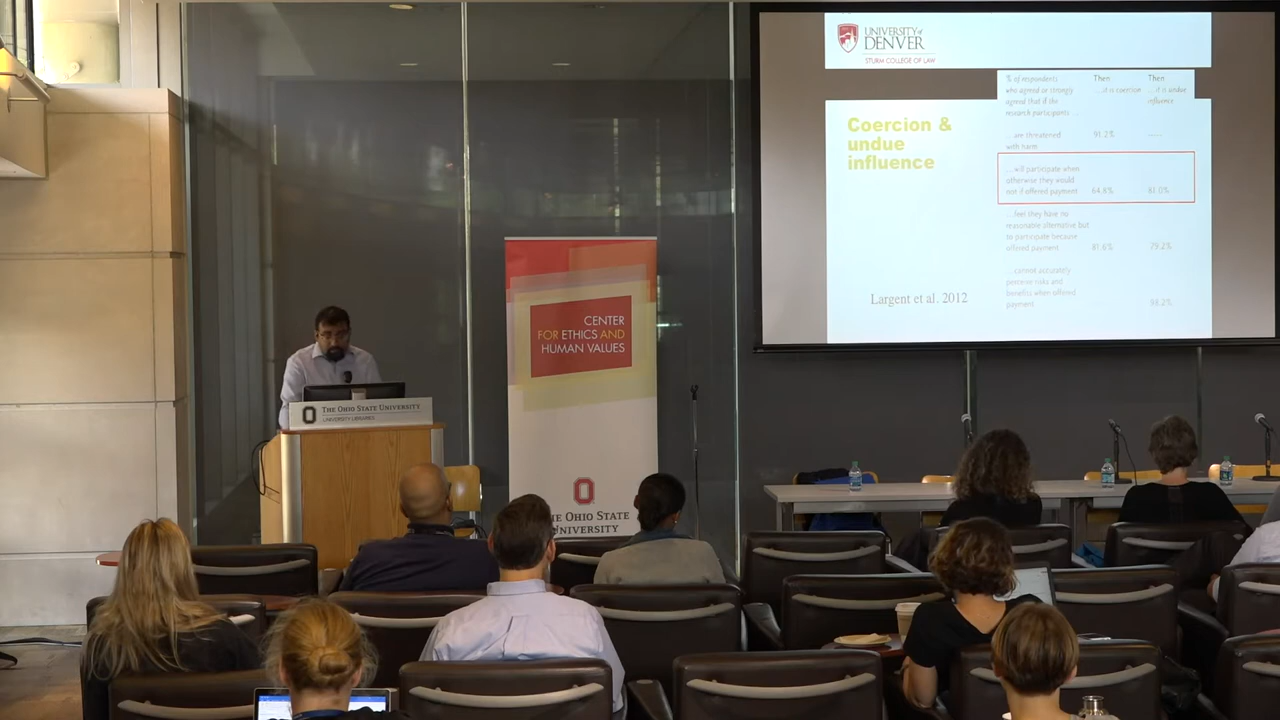 UNIVERSITY of
DENVER
STURM COLLEGE OF LAW
Coercion &
undue
influence
% of respondents
who agreed or strongly
agreed that if the
research participants ...
Then
...it is coercion
Then
...it is undue
influence
...are threatened
with harm
91.2%
...will participate when
otherwise they would
not if offered payment
64.8%
81.0%
...feel they have no
reasonable alternative but
to participate because
offered payment
81.6%
79.2%
...cannot accurately
perceive risks and
benefits when offered
payment
Largent et al. 2012
CENTER
FOR ETHICS AND
HUMAN VALUES
THE OHIO STATE
UNIVERSITY
THE OHIO STATE UNIVERSITY
UNIVERSITY LIBRARIES